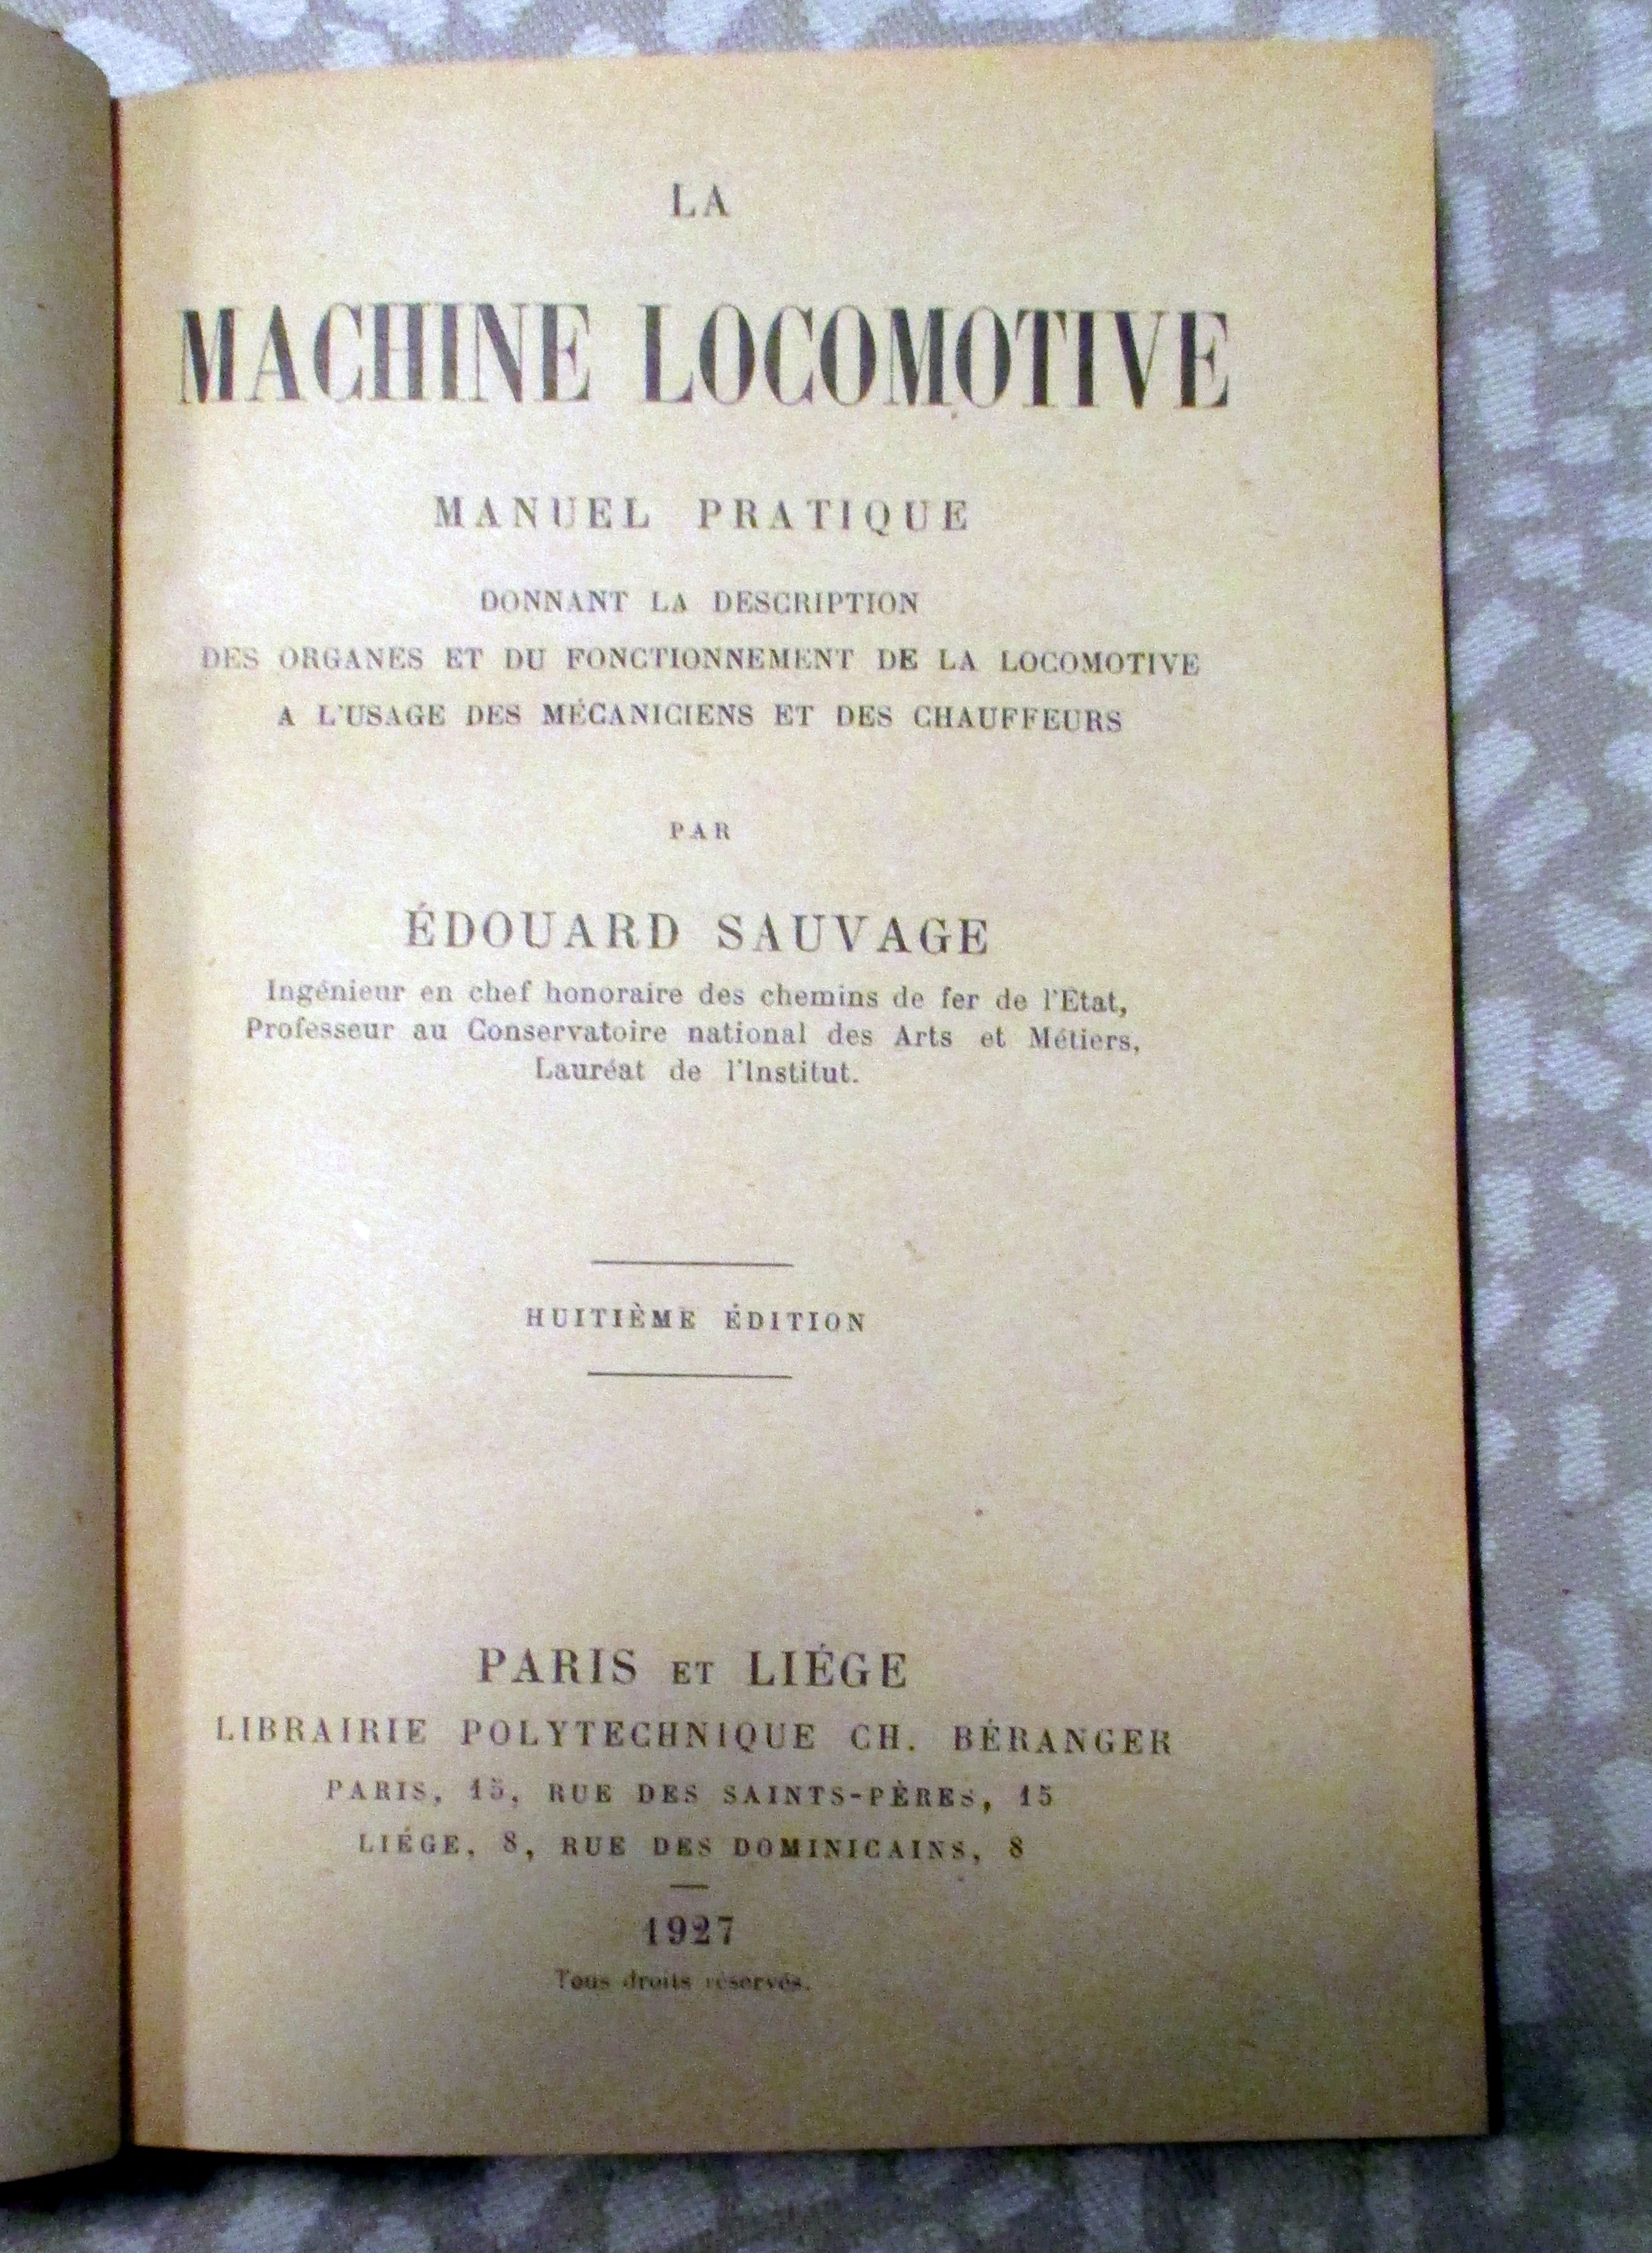 LA
MACHINE LOCOMOTIVE
MANUEL PRATIQUE
DONNANT LA DESCRIPTION
DES ORGANES ET DU FONCTIONNEMENT DE LA LOCOMOTIVE
A L'USAGE DES MÉCANICIENS ET DES CHAUFFEURS
PAR
ÉDOUARD SAUVAGE
Ingénieur en chef honoraire des chemins de fer de l'État,
Professeur au Conservatoire national des Arts et Métiers,
Lauréat de l'Institut.
HUITIÈME ÉDITION
PARIS ET LIÉGE
LIBRAIRIE POLYTECHNIQUE CH. BÉRANGER
PARIS, 15, RUE DES SAINTS-PÈRES, 15
LIÉGE, 8, RUE DES DOMINICAINS, 8
1927
Tous droits réservés.